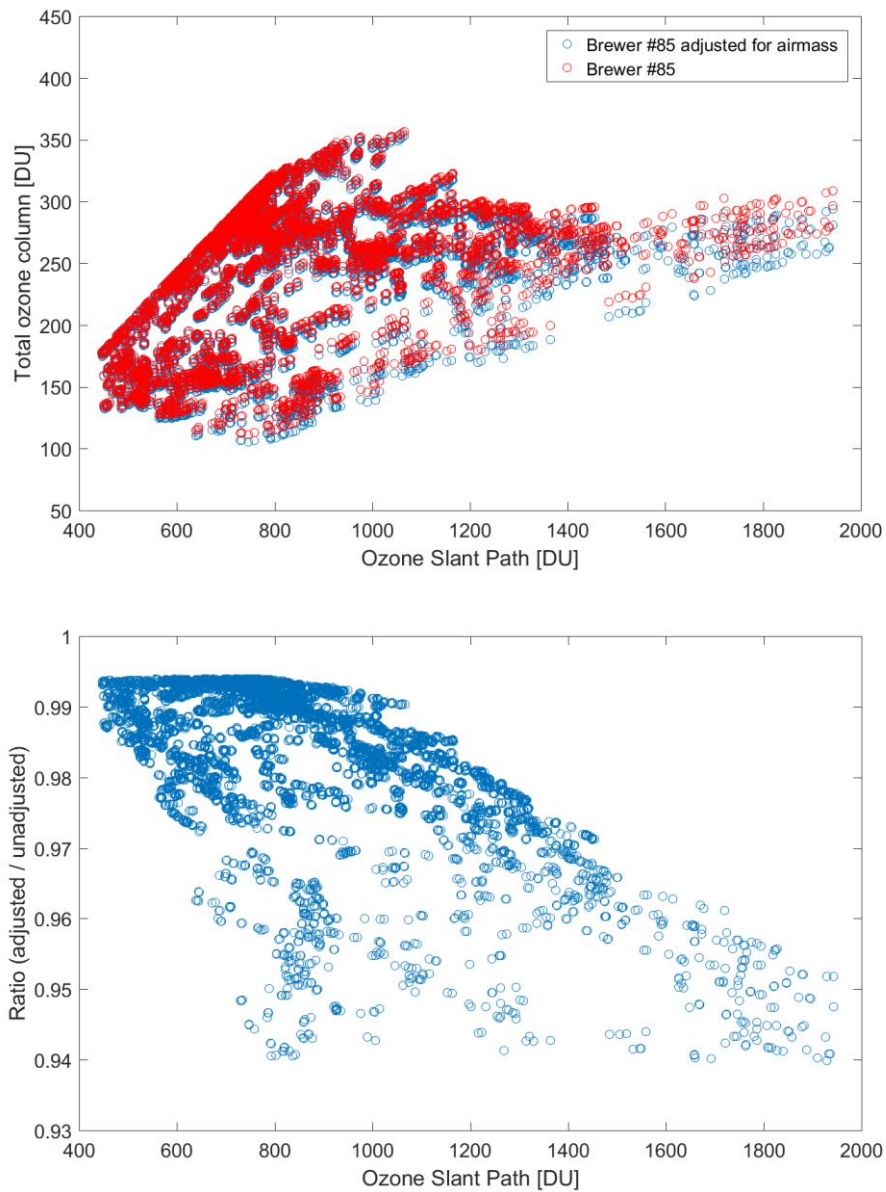 450
400
350
300
250
200
150
100
50
Total ozone column [DU]
Brewer #85 adjusted for airmass
Brewer #85
400 600 800 1000 1200 1400 1600 1800 2000
Ozone Slant Path [DU]
1
0.99
0.98
0.97
0.96
0.95
0.94
0.93
Ratio (adjusted / unadjusted)
400 600 800 1000 1200 1400 1600 1800 2000
Ozone Slant Path [DU]